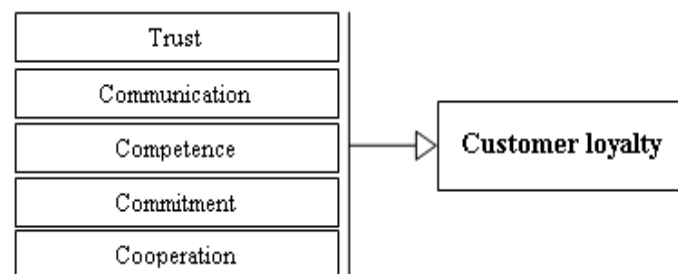 Trust
Communication
Competence
Commitment
Cooperation
Customer loyalty